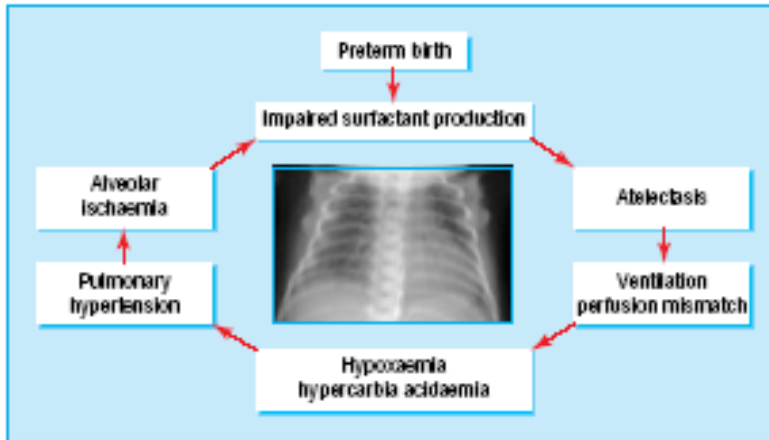 Preterm birth
Impaired surfactant production
Alveolar
ischaemia
Atelectasis
Pulmonary
hypertension
Ventilation
perfusion mismatch
Hypoxaemia
hypercarbia acidaemia